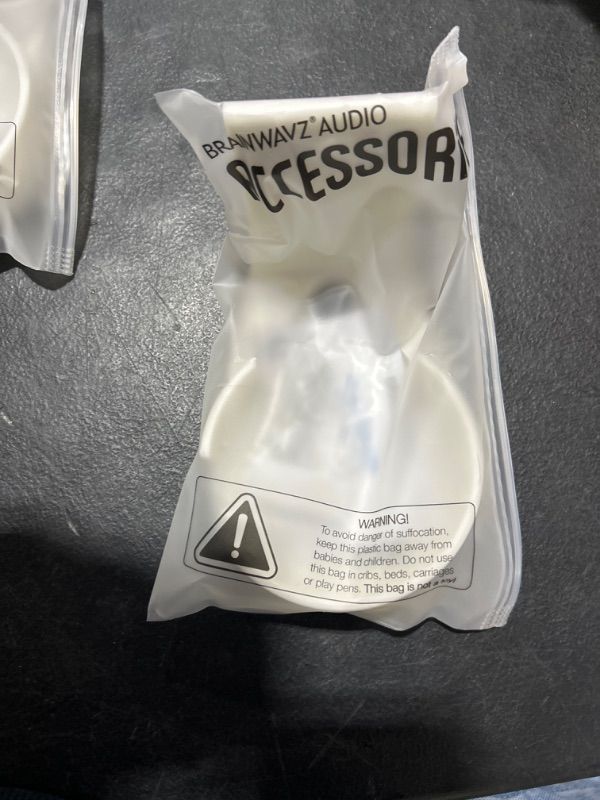 BRAINWAVZ® AUDIO
ACCESSORI
WARNING!
To avoid danger of suffocation,
keep this plastic bag away from
babies and children. Do not use
this bag in cribs, beds, carriages
or play pens. This bag is not a toy!